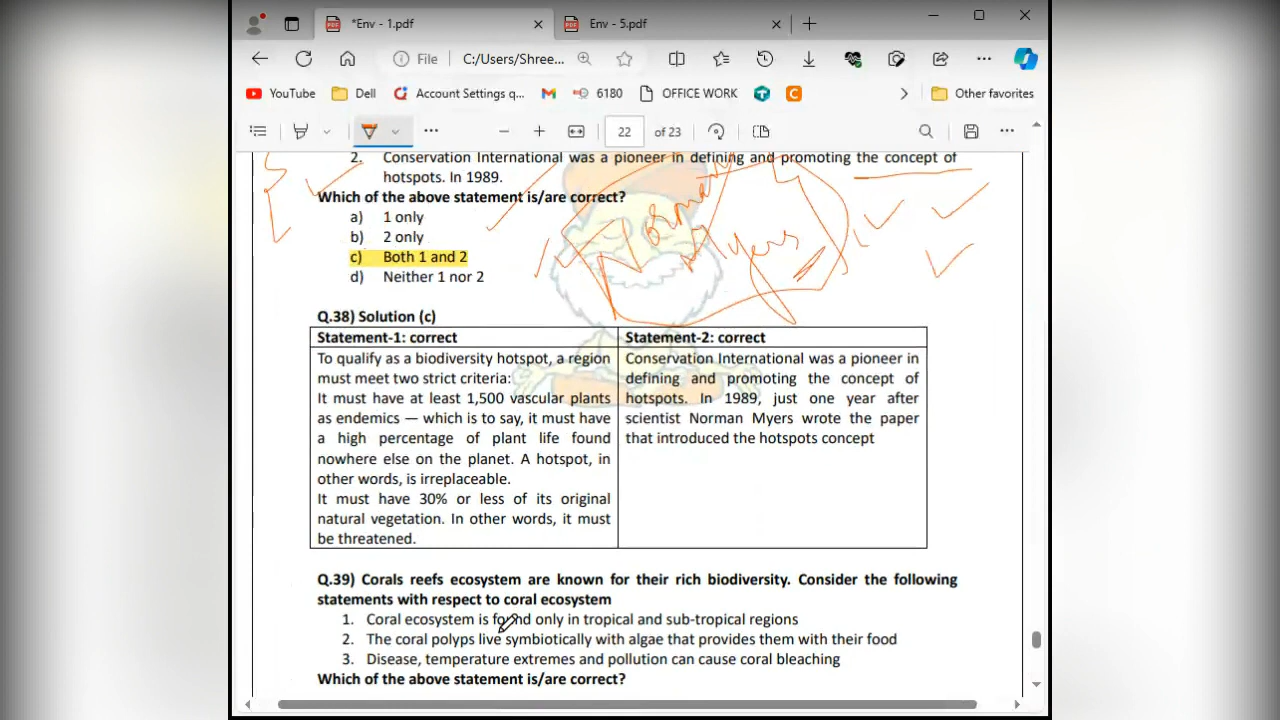 *Env - 1.pdf
Env - 5.pdf
File
C:/Users/Shree...
YouTube
Dell
Account Settings q...
6180
OFFICE WORK
Other favorites
22
of 23
2. Conservation International was a pioneer in defining and promoting the concept of
hotspots. In 1989.
Which of the above statement is/are correct?
a) 1 only
b) 2 only
c) Both 1 and 2
d) Neither 1 nor 2
Norman
Myers
Q.38) Solution (c)
Statement-1: correct
To qualify as a biodiversity hotspot, a region
must meet two strict criteria:
It must have at least 1,500 vascular plants
as endemics — which is to say, it must have
a high percentage of plant life found
nowhere else on the planet. A hotspot, in
other words, is irreplaceable.
It must have 30% or less of its original
natural vegetation. In other words, it must
be threatened.
Statement-2: correct
Conservation International was a pioneer in
defining and promoting the concept of
hotspots. In 1989, just one year after
scientist Norman Myers wrote the paper
that introduced the hotspots concept
Q.39) Corals reefs ecosystem are known for their rich biodiversity. Consider the following
statements with respect to coral ecosystem
1. Coral ecosystem is found only in tropical and sub-tropical regions
2. The coral polyps live symbiotically with algae that provides them with their food
3. Disease, temperature extremes and pollution can cause coral bleaching
Which of the above statement is/are correct?